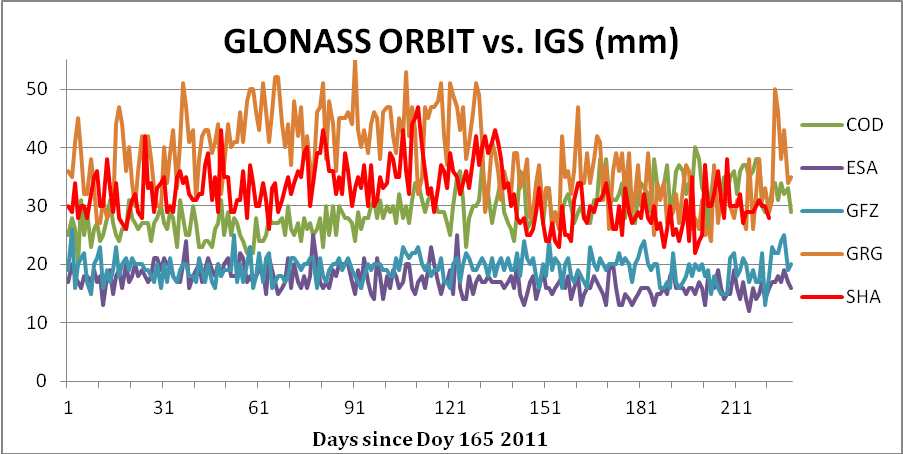 GLONASS ORBIT vs. IGS (mm)
50
40
30
20
10
0
1 31 61 91 121 151 181 211
Days since Doy 165 2011
COD
ESA
GFZ
GRG
SHA